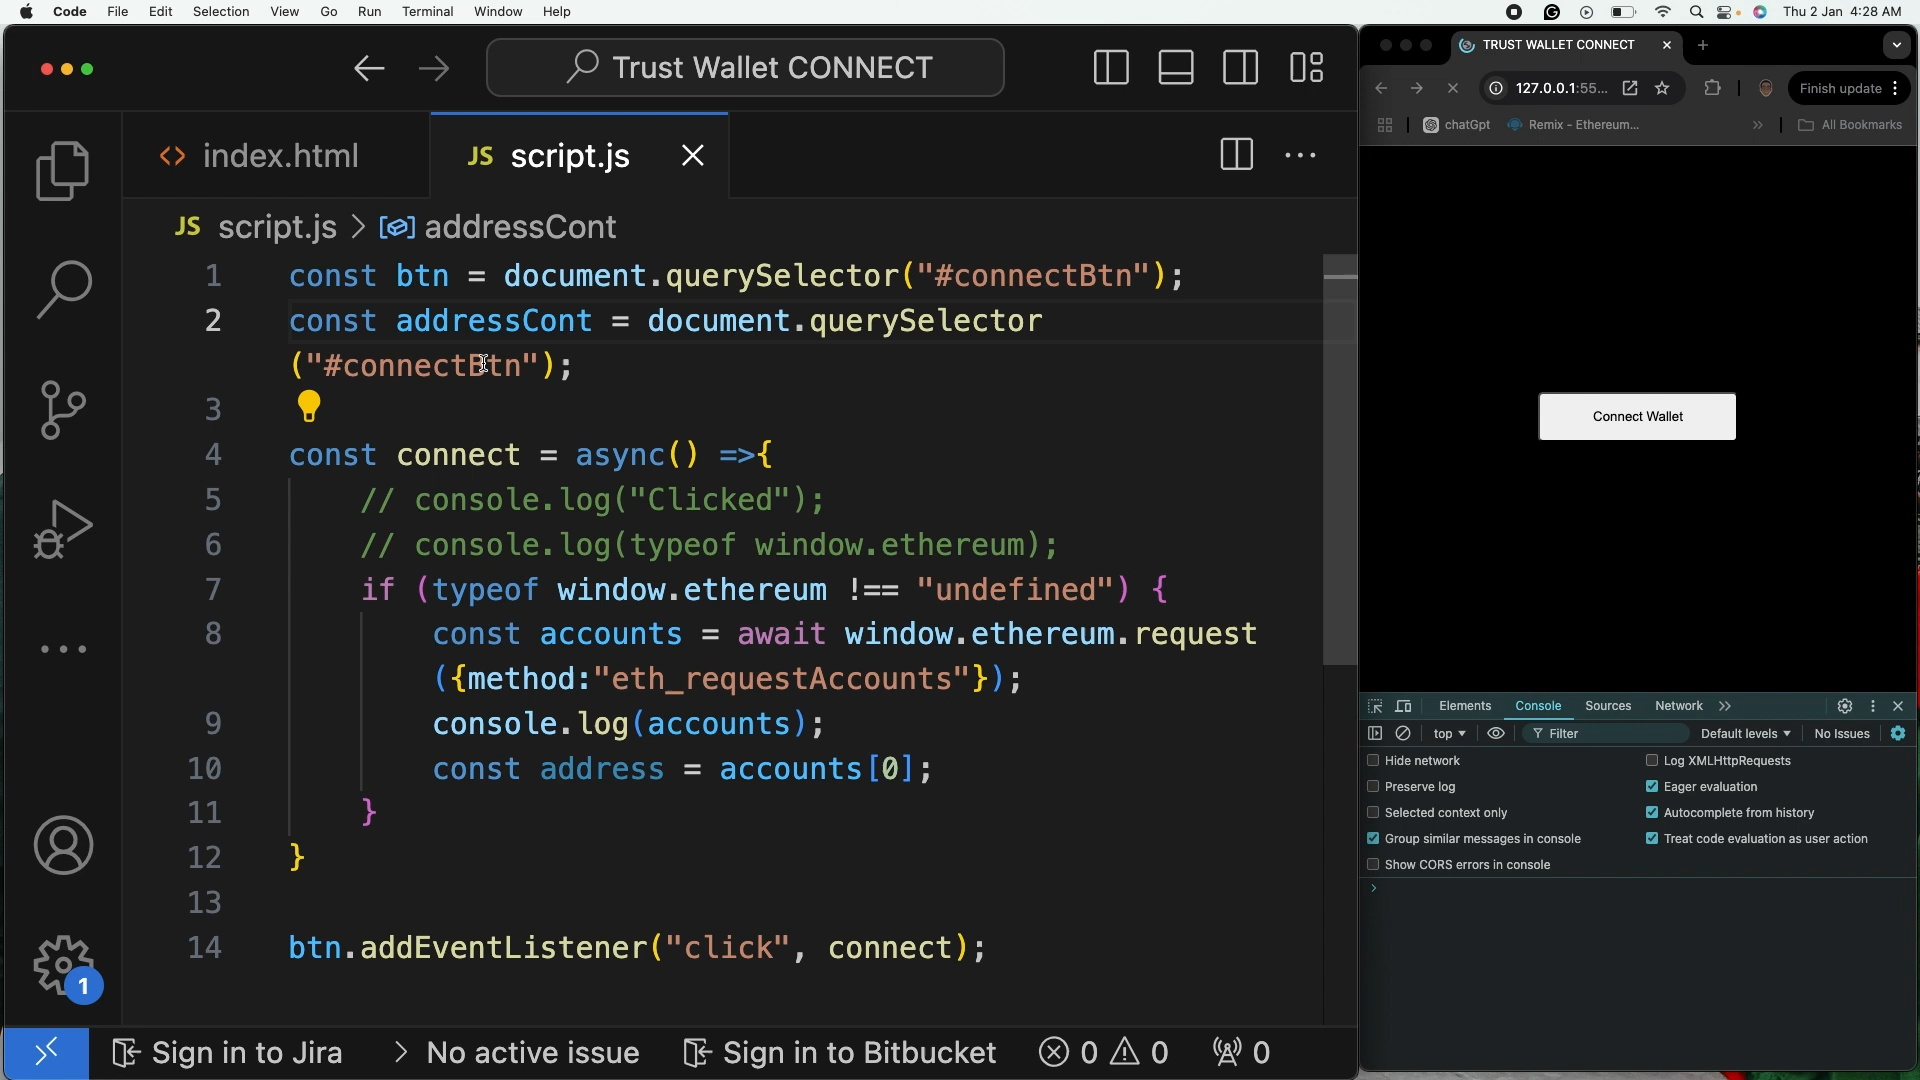 Code File Edit Selection View Go Run Terminal Window Help
Thu 2 Jan 4:28 AM
Trust Wallet CONNECT
<> index.html
JS script.js
JS script.js > addressCont
1 const btn = document.querySelector("#connectBtn");
2 const addressCont = document.querySelector
("#connectBtn");
3
4 const connect = async() =>{
5 // console.log("Clicked");
6 // console.log(typeof window.ethereum);
7 if (typeof window.ethereum !== "undefined") {
8 const accounts = await window.ethereum.request
({method:"eth_requestAccounts"});
9 console.log(accounts);
10 const address = accounts[0];
11 }
12 }
13
14 btn.addEventListener("click", connect);
1
Sign in to Jira > No active issue Sign in to Bitbucket 0 0 0
TRUST WALLET CONNECT
127.0.0.1:55...
Finish update
chatGpt Remix - Ethereum... » All Bookmarks
Connect Wallet
Elements Console Sources Network »
top Filter Default levels No Issues
Hide network
Log XMLHttpRequests
Preserve log
Eager evaluation
Selected context only
Autocomplete from history
Group similar messages in console
Treat code evaluation as user action
Show CORS errors in console
>